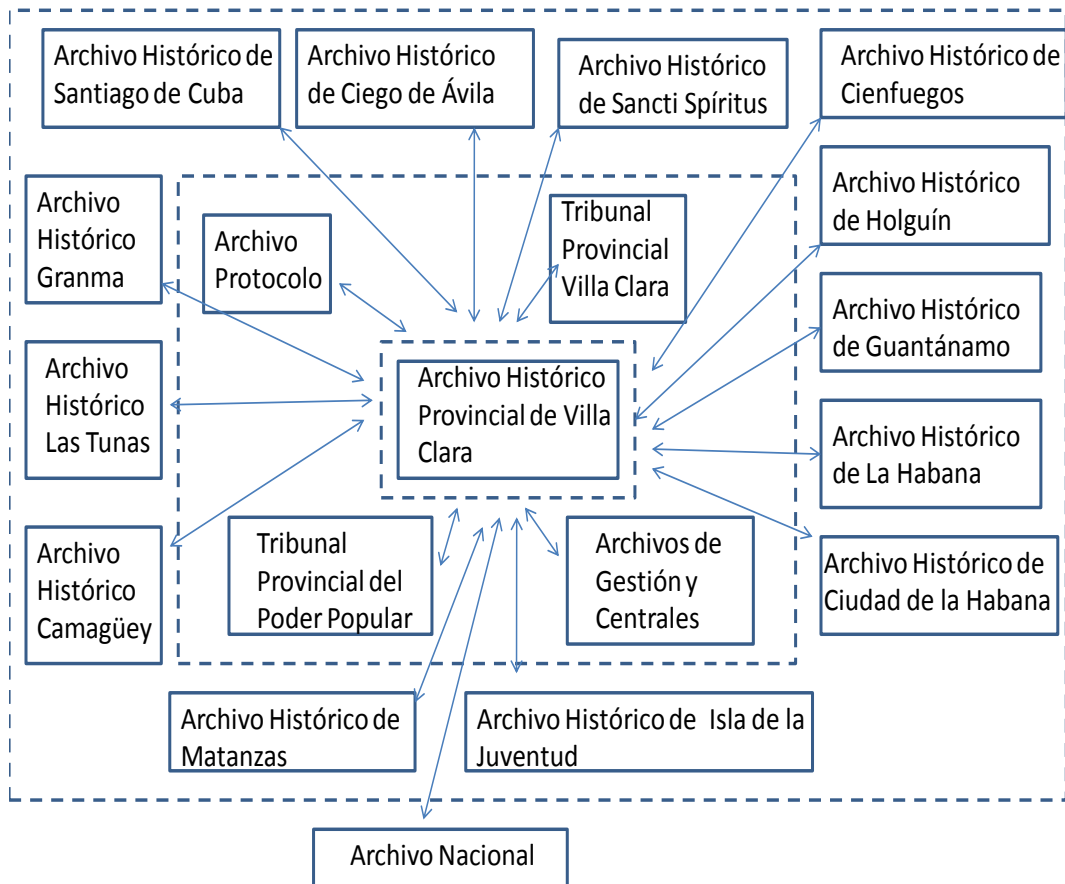 Archivo Histórico de
Santiago de Cuba
Archivo Histórico
de Ciego de Ávila
Archivo Histórico
de Sancti Spíritus
Archivo Histórico de
Cienfuegos
Archivo
Histórico
Granma
Archivo
Protocolo
Tribunal
Provincial
Villa Clara
Archivo Histórico
de Holguín
Archivo Histórico
de Guantánamo
Archivo
Histórico
Las Tunas
Archivo Histórico
Provincial de Villa
Clara
Archivo Histórico
de La Habana
Archivo
Histórico
Camagüey
Tribunal
Provincial del
Poder Popular
Archivos de
Gestión y
Centrales
Archivo Histórico de
Ciudad de la Habana
Archivo Histórico de
Matanzas
Archivo Histórico de Isla de la
Juventud
Archivo Nacional